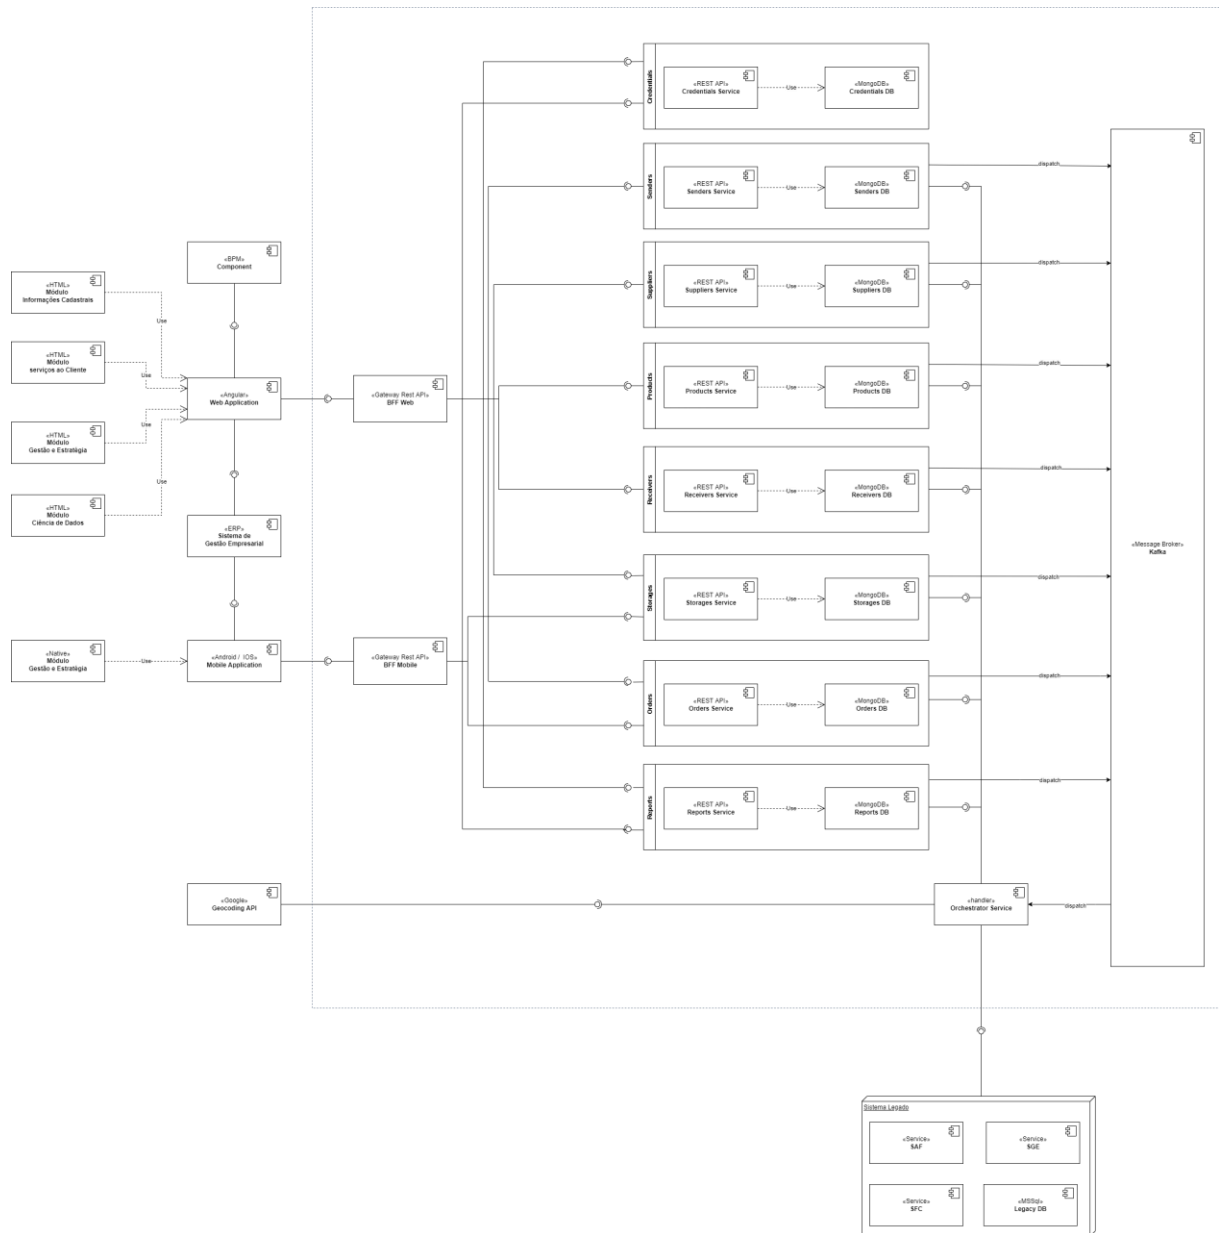 Credentials
«REST API»
Credentials Service
Use
«MongoDB»
Credentials DB
Senders
«REST API»
Senders Service
Use
«MongoDB»
Senders DB
dispatch
Suppliers
«REST API»
Suppliers Service
Use
«MongoDB»
Suppliers DB
dispatch
Products
«REST API»
Products Service
Use
«MongoDB»
Products DB
dispatch
Receivers
«REST API»
Receivers Service
Use
«MongoDB»
Receivers DB
dispatch
Storages
«REST API»
Storages Service
Use
«MongoDB»
Storages DB
dispatch
Orders
«REST API»
Orders Service
Use
«MongoDB»
Orders DB
dispatch
Reports
«REST API»
Reports Service
Use
«MongoDB»
Reports DB
dispatch
«Message Broker»
Kafka
«BPM»
Component
«HTML»
Módulo
Informações Cadastrais
Use
«HTML»
Módulo
serviços ao Cliente
Use
«HTML»
Módulo
Gestão e Estratégia
Use
«HTML»
Módulo
Ciência de Dados
Use
«Angular»
Web Application
«Gateway Rest API»
BFF Web
«ERP»
Sistema de
Gestão Empresarial
«Native»
Módulo
Gestão e Estratégia
Use
«Android / IOS»
Mobile Application
«Gateway Rest API»
BFF Mobile
«Google»
Geocoding API
«handler»
Orchestrator Service
dispatch
Sistema Legado
«Service»
SAF
«Service»
SGE
«Service»
SFC
«MSSql»
Legacy DB